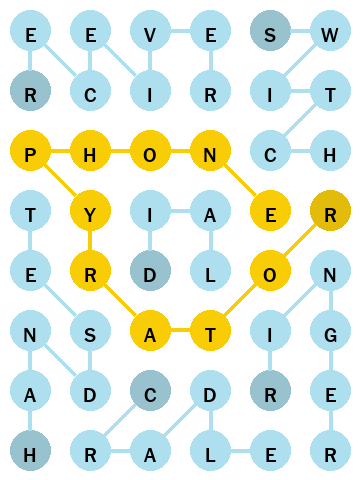 E E V E S W
R C I R I T
P H O N C H
T Y I A E R
E R D L O N
N S A T I G
A D C D R E
H R A L E R